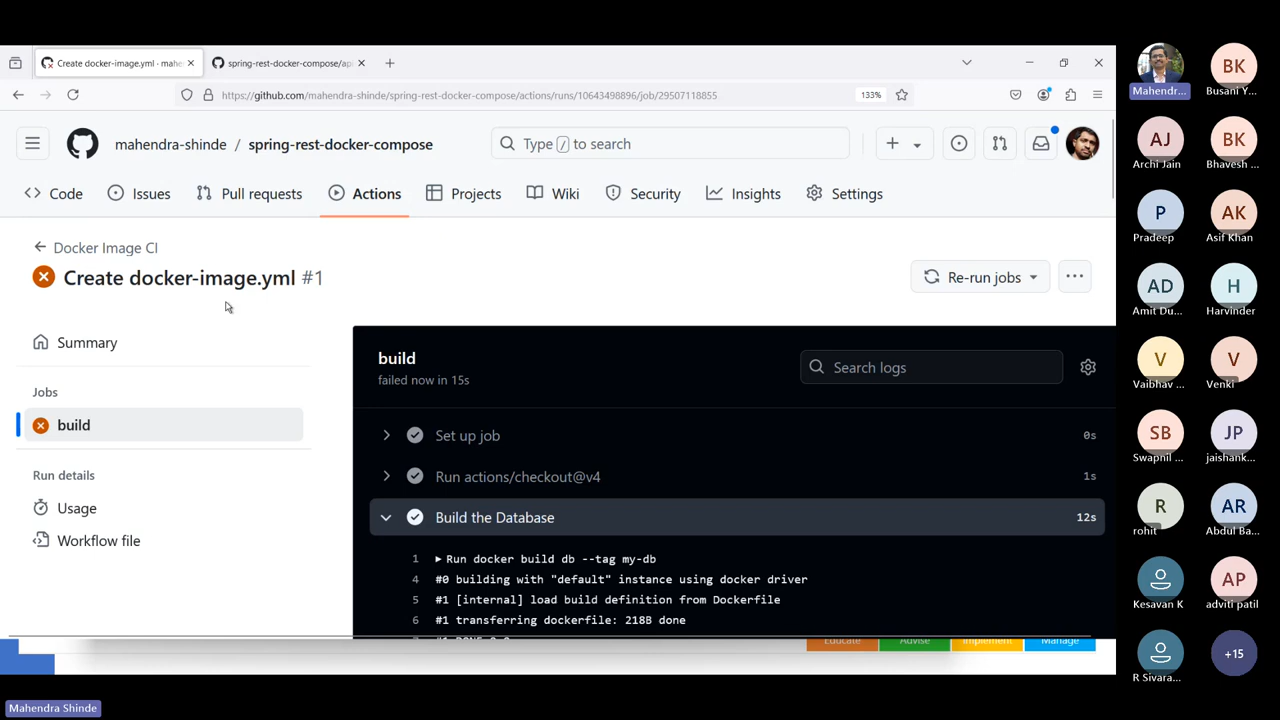 Create docker-image.yml · mahe
spring-rest-docker-compose/ap
https://github.com/mahendra-shinde/spring-rest-docker-compose/actions/runs/10643498896/job/29507118855
133%
mahendra-shinde / spring-rest-docker-compose
Type / to search
Code
Issues
Pull requests
Actions
Projects
Wiki
Security
Insights
Settings
Docker Image CI
Create docker-image.yml #1
Re-run jobs
Summary
Jobs
build
Run details
Usage
Workflow file
build
failed now in 15s
Search logs
Set up job 0s
Run actions/checkout@v4 1s
Build the Database 12s
1 Run docker build db --tag my-db
4 #0 building with "default" instance using docker driver
5 #1 [internal] load build definition from Dockerfile
6 #1 transferring dockerfile: 218B done
Educate Advise Implement Manage
Mahendr...
BK
Busani Y...
AJ
Archi Jain
BK
Bhavesh ...
P
Pradeep
AK
Asif Khan
AD
Amit Du...
H
Harvinder
V
Vaibhav ...
V
Venki
SB
Swapnil ...
JP
jaishank...
R
rohit
AR
Abdul Ba...
Kesavan K
AP
adviti patil
R Sivara...
+15
Mahendra Shinde